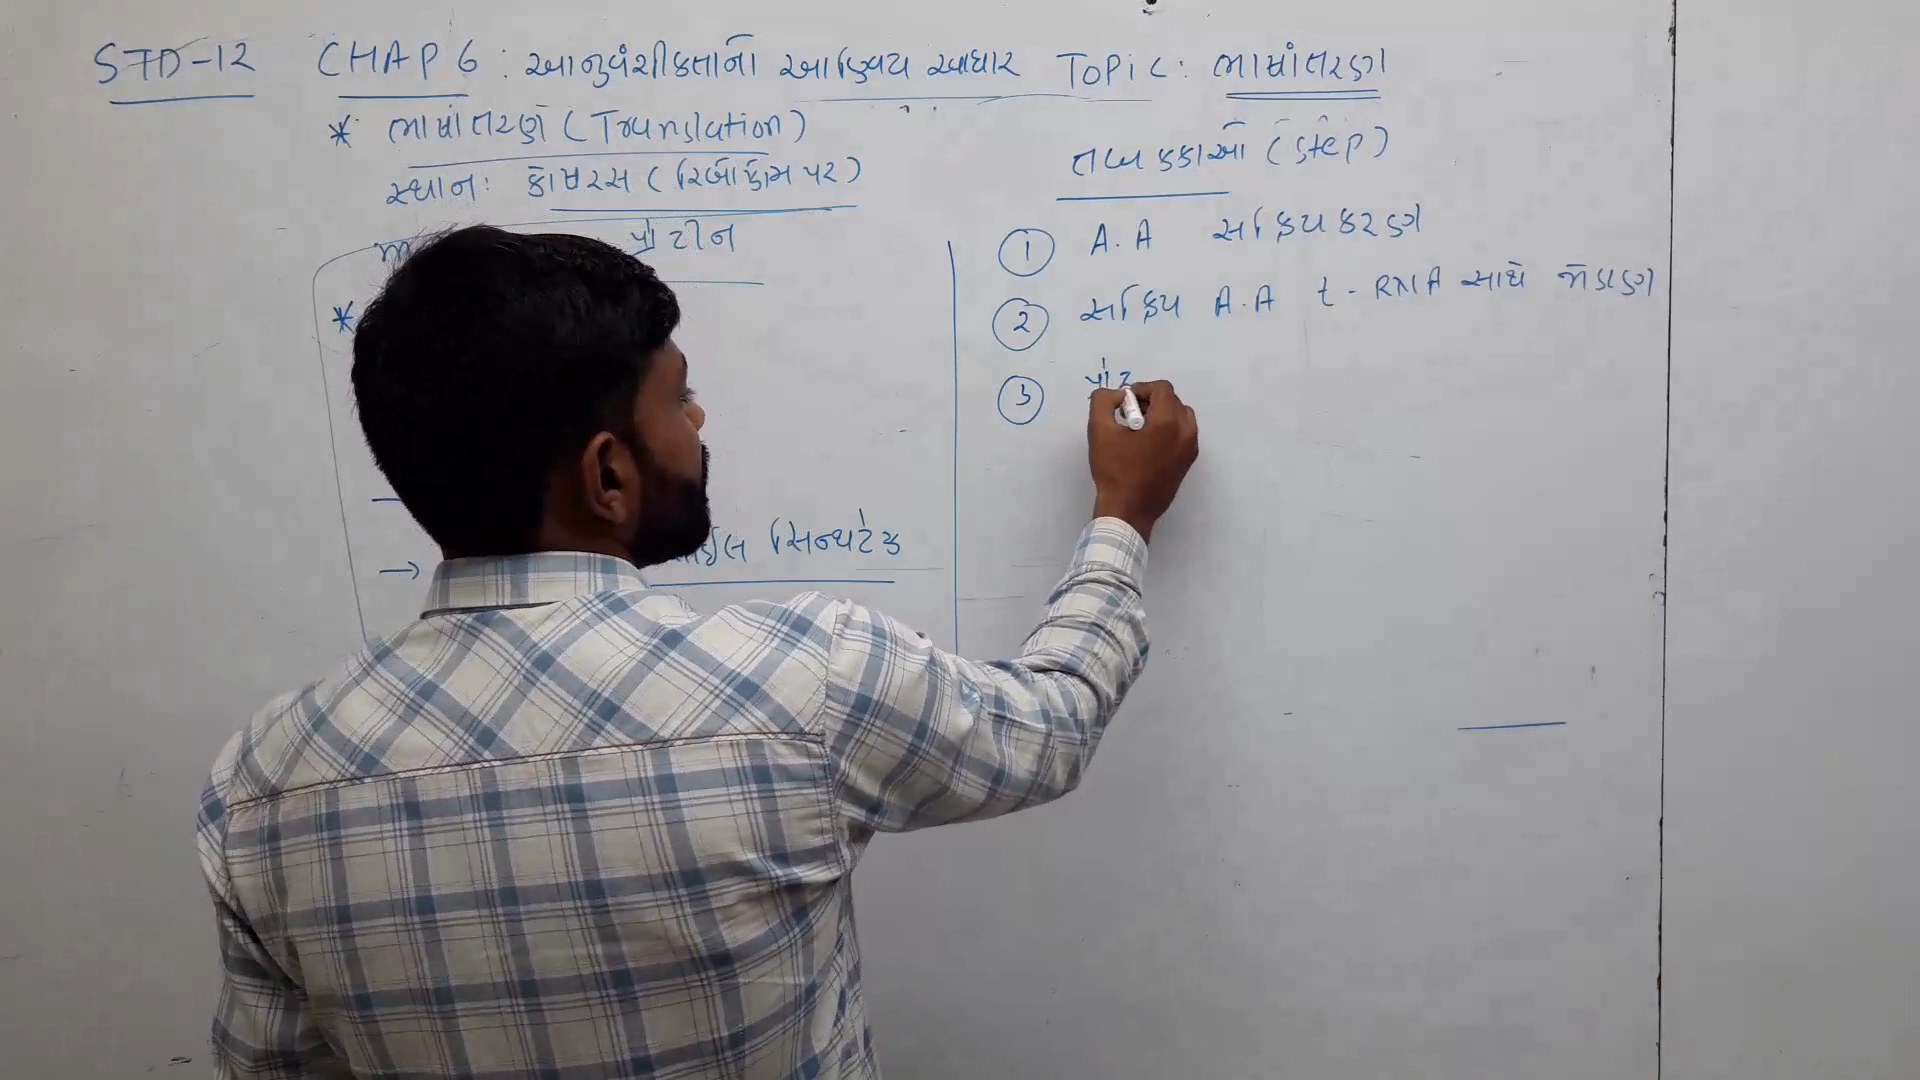 STD-12 CHAP 6 : આનુવંશીકતાનો આણ્વિય આધાર TOPIC: ભાષાંતરણ
* ભાષાંતરણ (Translation)
સ્થાન: કોષરસ (રિબોઝોમ પર)
પ્રોટીન
*
→ સિન્થેટેઝ
તબક્કાઓ (Step)
1 A.A સક્રિયકરણ
2 સક્રિય A.A t-RNA સાથે જોડાણ
3 પ્રોટ